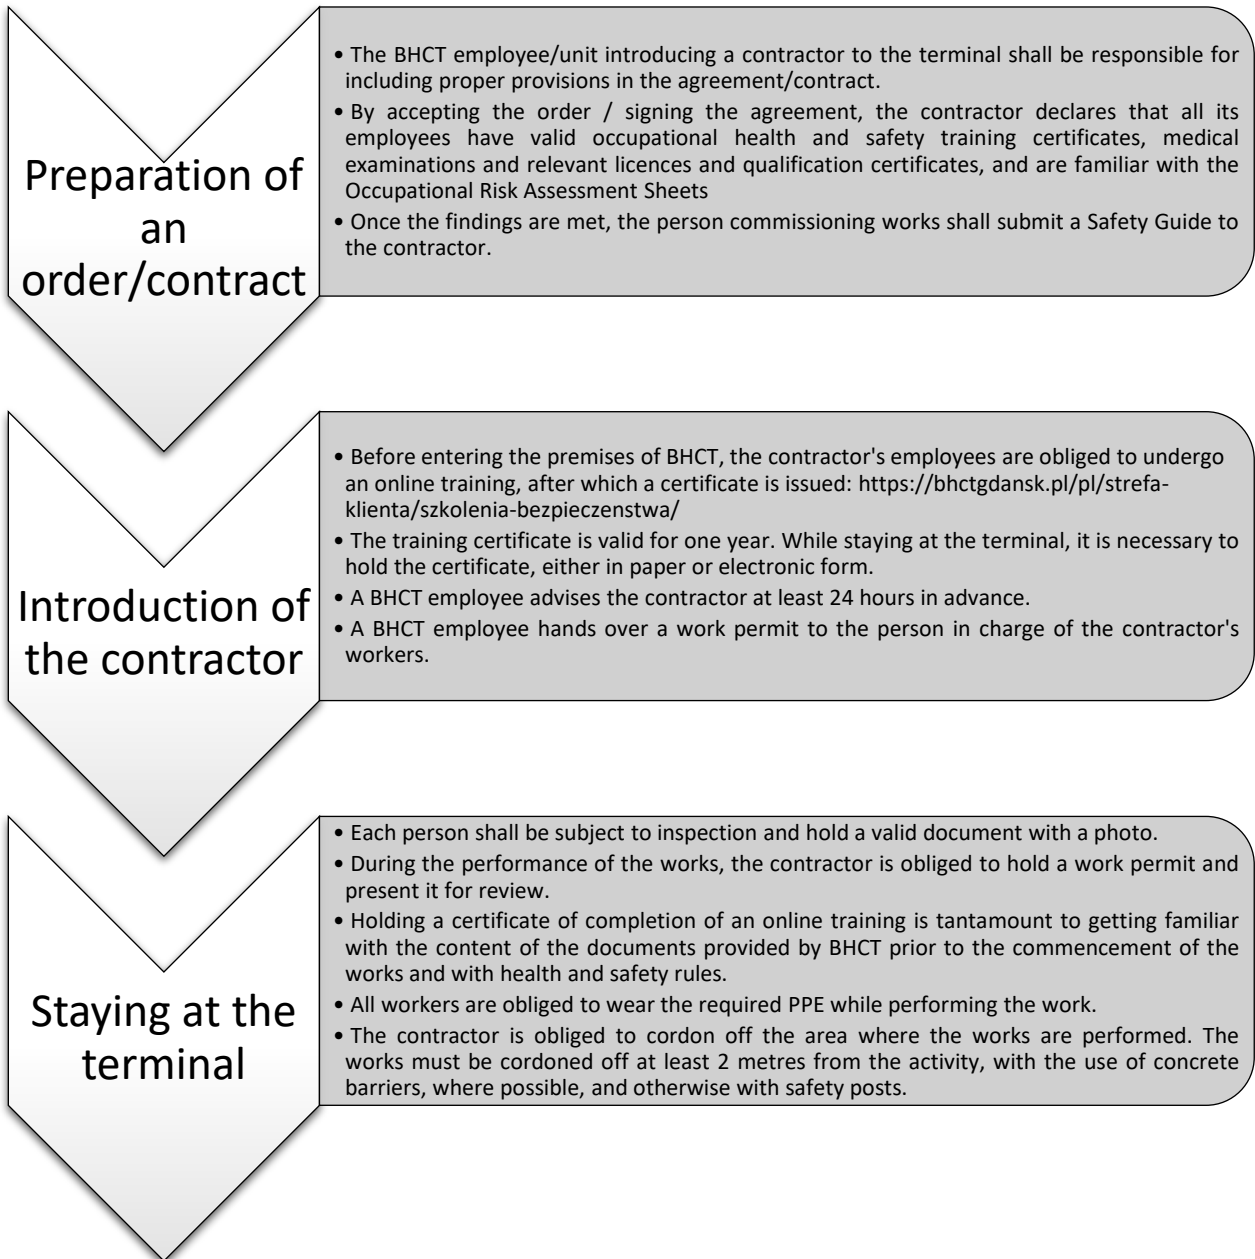 Preparation of
an
order/contract
• The BHCT employee/unit introducing a contractor to the terminal shall be responsible for
including proper provisions in the agreement/contract.
• By accepting the order / signing the agreement, the contractor declares that all its
employees have valid occupational health and safety training certificates, medical
examinations and relevant licences and qualification certificates, and are familiar with the
Occupational Risk Assessment Sheets
• Once the findings are met, the person commissioning works shall submit a Safety Guide to
the contractor.
Introduction of
the contractor
• Before entering the premises of BHCT, the contractor's employees are obliged to undergo
an online training, after which a certificate is issued: https://bhctgdansk.pl/pl/strefa-
klienta/szkolenia-bezpieczenstwa/
• The training certificate is valid for one year. While staying at the terminal, it is necessary to
hold the certificate, either in paper or electronic form.
• A BHCT employee advises the contractor at least 24 hours in advance.
• A BHCT employee hands over a work permit to the person in charge of the contractor's
workers.
Staying at the
terminal
• Each person shall be subject to inspection and hold a valid document with a photo.
• During the performance of the works, the contractor is obliged to hold a work permit and
present it for review.
• Holding a certificate of completion of an online training is tantamount to getting familiar
with the content of the documents provided by BHCT prior to the commencement of the
works and with health and safety rules.
• All workers are obliged to wear the required PPE while performing the work.
• The contractor is obliged to cordon off the area where the works are performed. The
works must be cordoned off at least 2 metres from the activity, with the use of concrete
barriers, where possible, and otherwise with safety posts.